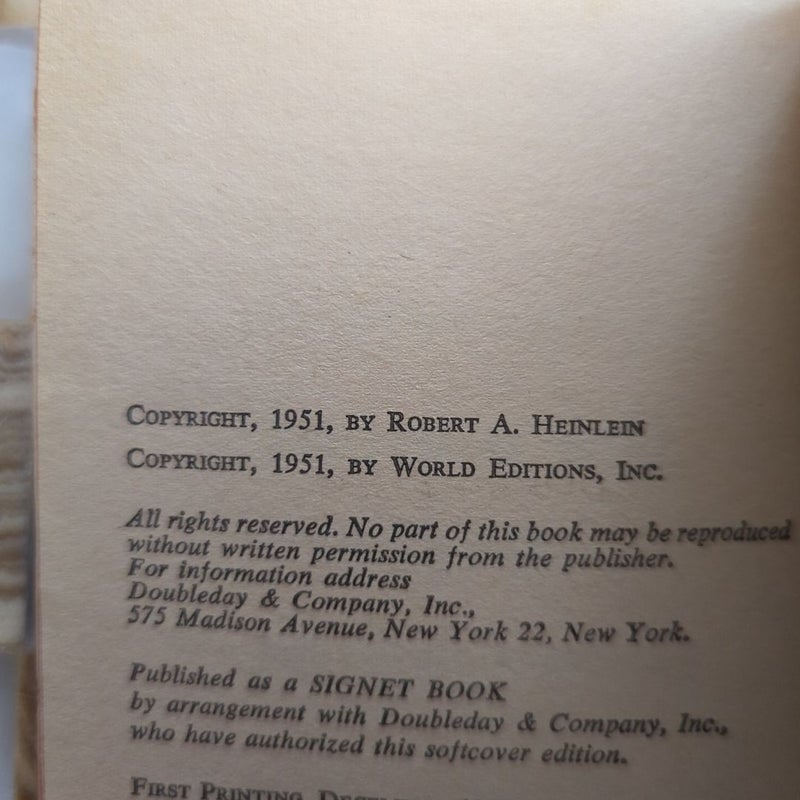 COPYRIGHT, 1951, BY ROBERT A. HEINLEIN
COPYRIGHT, 1951, BY WORLD EDITIONS, INC.
All rights reserved. No part of this book may be reproduced
without written permission from the publisher.
For information address
Doubleday & Company, Inc.,
575 Madison Avenue, New York 22, New York.
Published as a SIGNET BOOK
by arrangement with Doubleday & Company, Inc.,
who have authorized this softcover edition.
FIRST PRINTING,